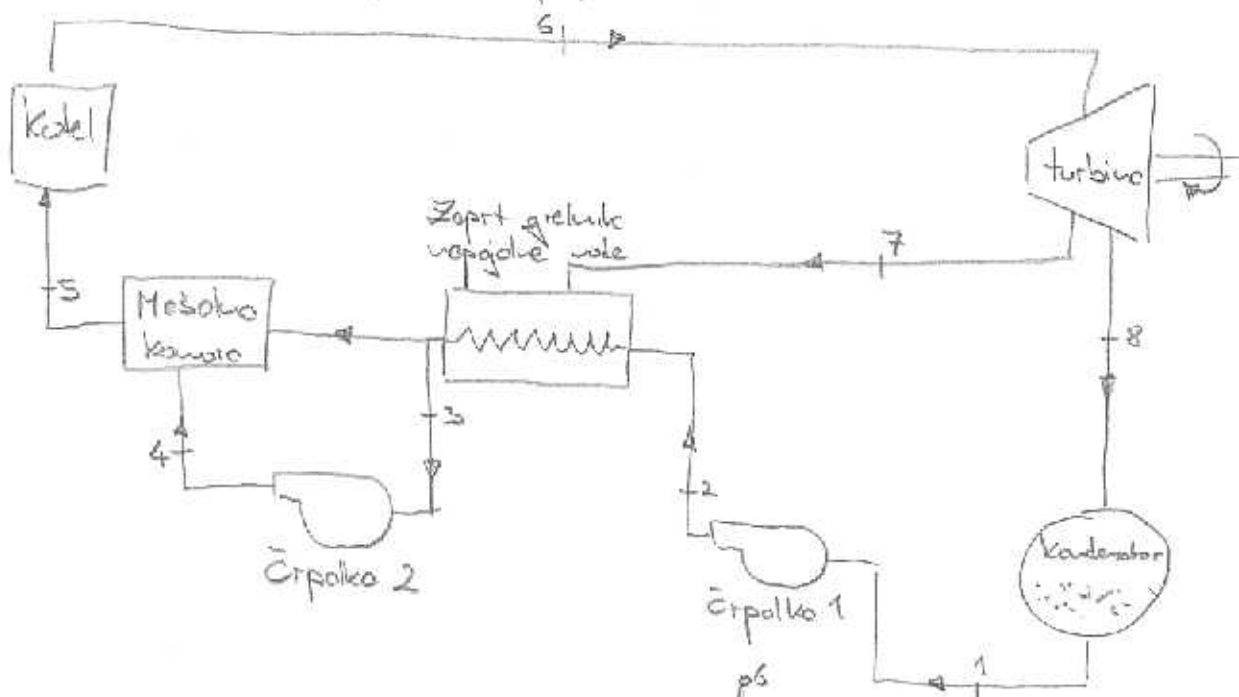 6
Kotel
turbina
Zaprt grelnik
napajalne vode
7
5
Mešalna
komora
8
3
4
2
Črpalka 2
kondenzator
Črpalka 1
p6
1